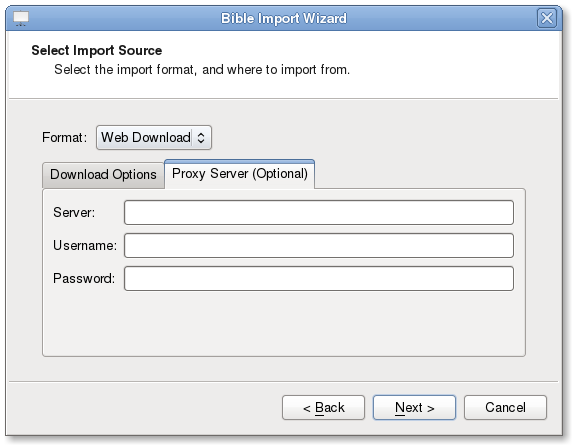 Bible Import Wizard
Select Import Source
Select the import format, and where to import from.
Format: Web Download
Download Options Proxy Server (Optional)
Server:
Username:
Password:
< Back Next > Cancel